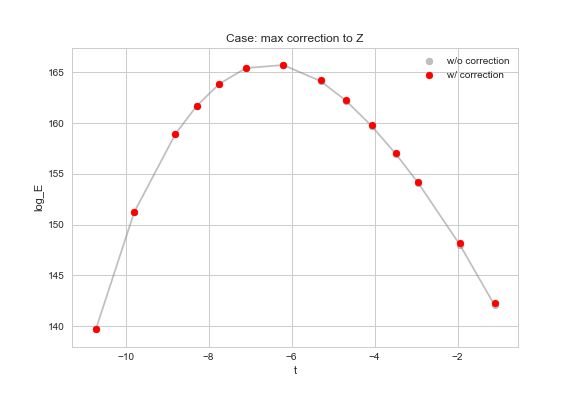 Case: max correction to Z
w/o correction
w/ correction
165
160
155
150
145
140
log_E
−10
−8
−6
−4
−2
t